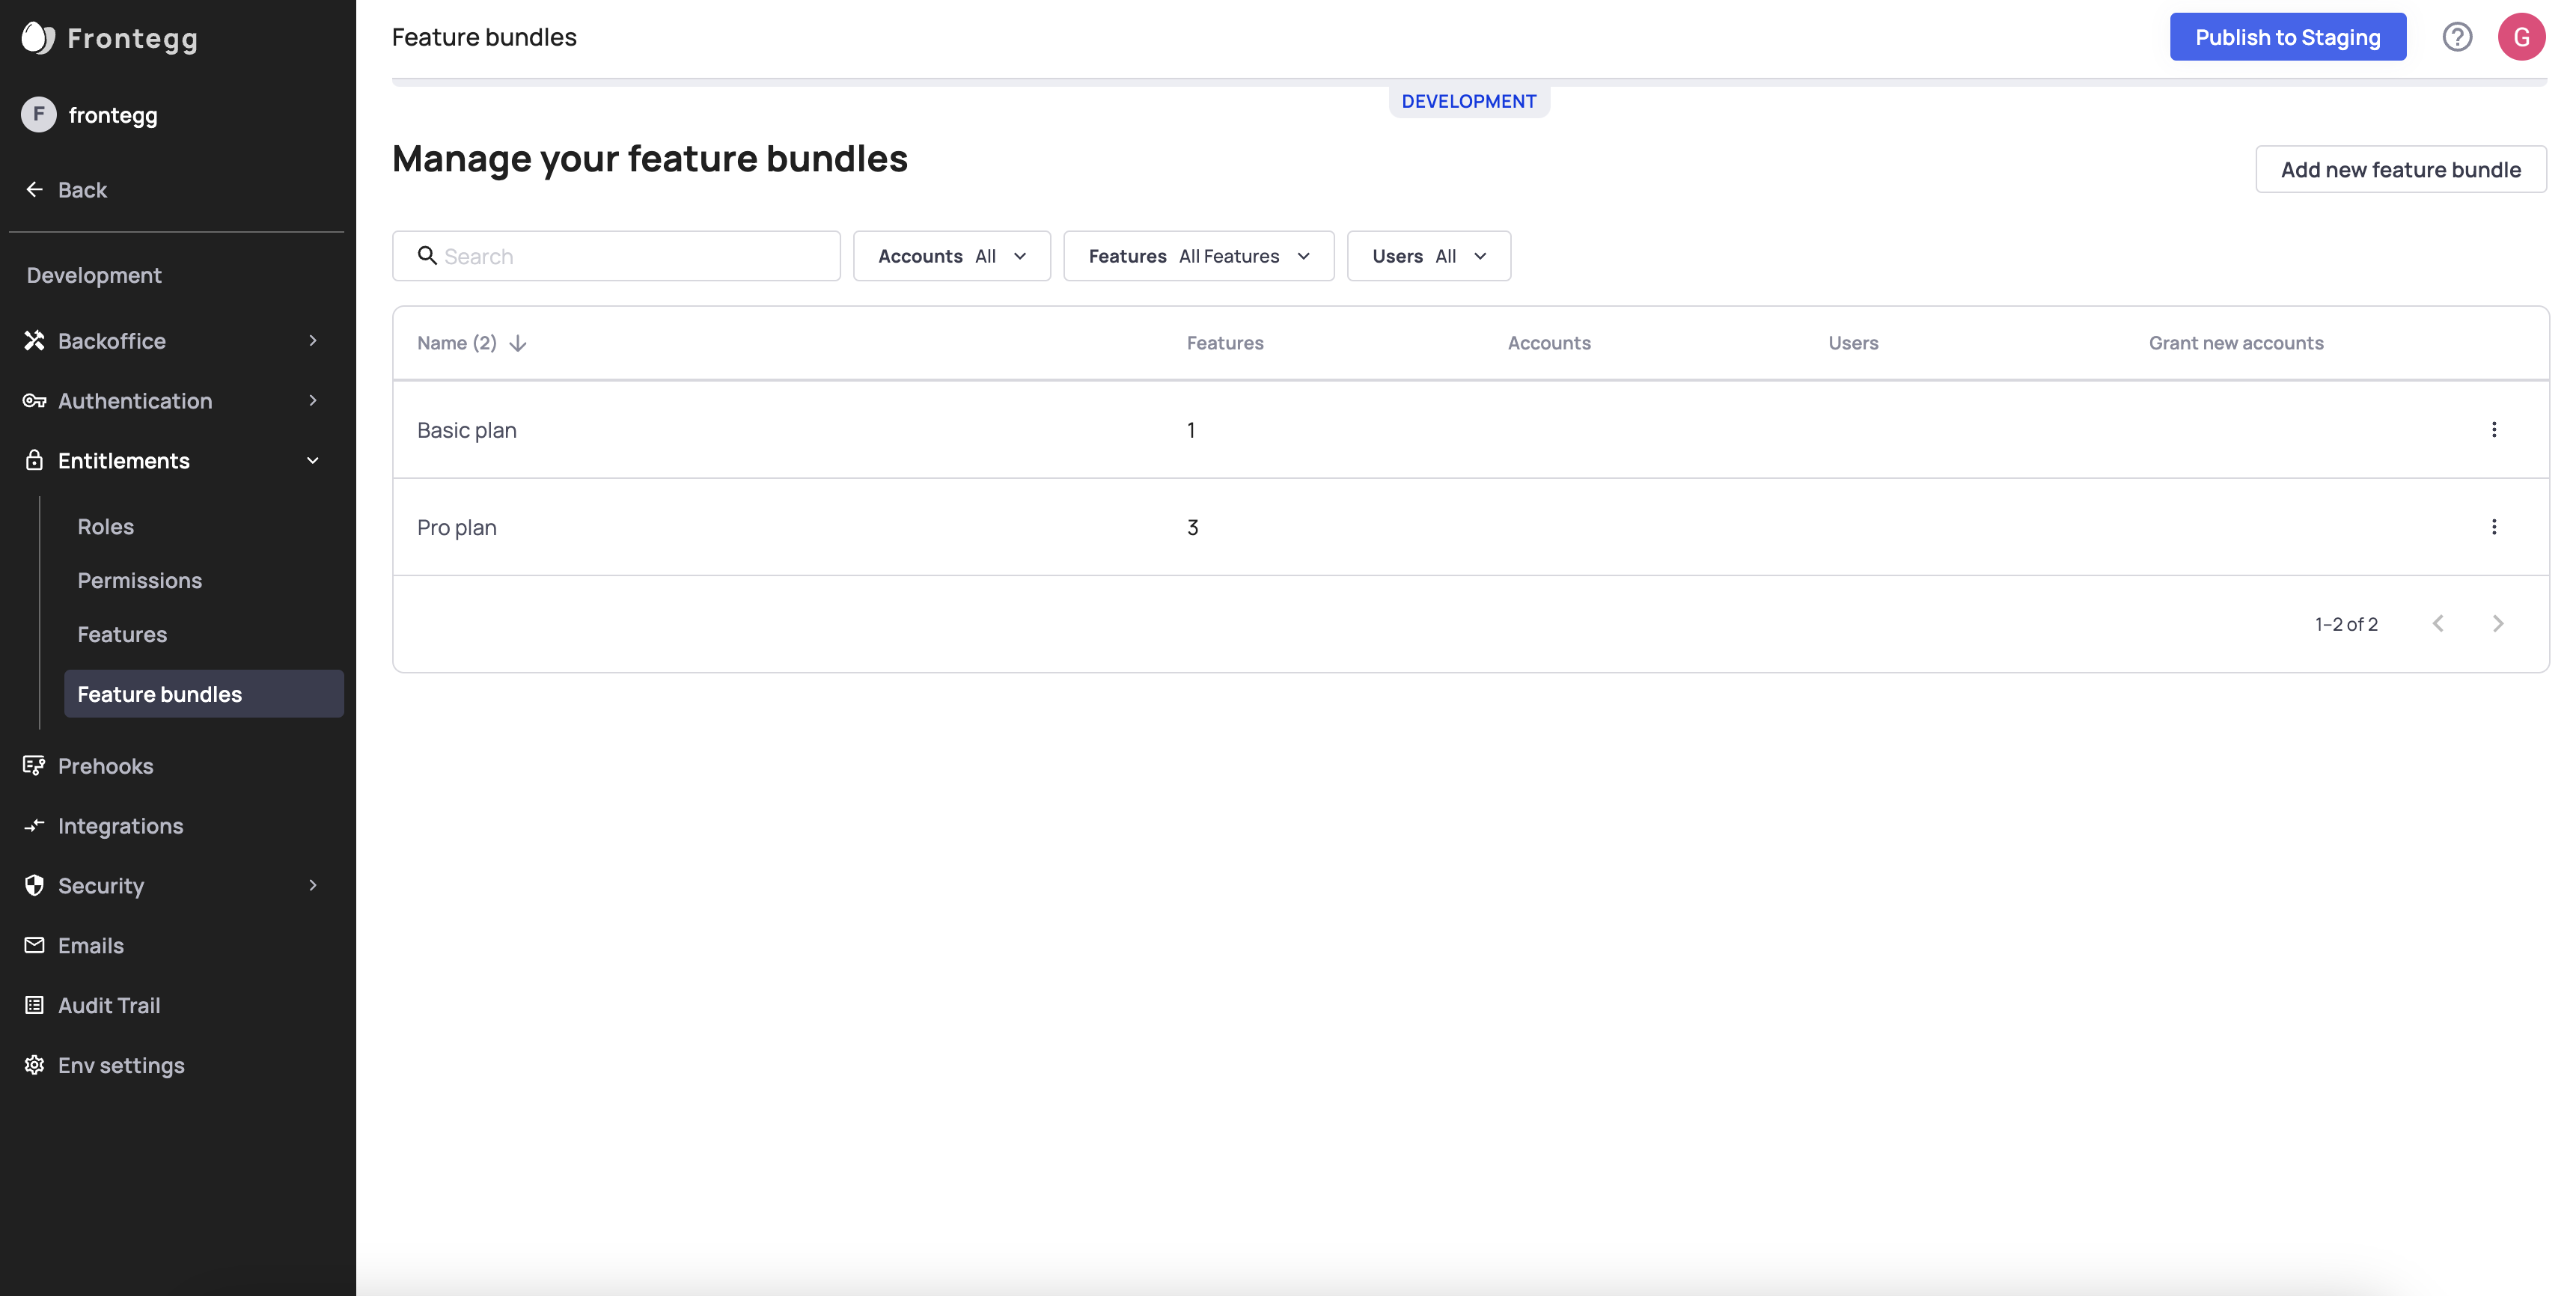 Frontegg
F frontegg
Back
Development
Backoffice
Authentication
Entitlements
Roles
Permissions
Features
Feature bundles
Prehooks
Integrations
Security
Emails
Audit Trail
Env settings
Feature bundles
Publish to Staging
?
G
DEVELOPMENT
Manage your feature bundles
Add new feature bundle
Search
Accounts All
Features All Features
Users All
Name (2) Features Accounts Users Grant new accounts
Basic plan 1
Pro plan 3
1–2 of 2